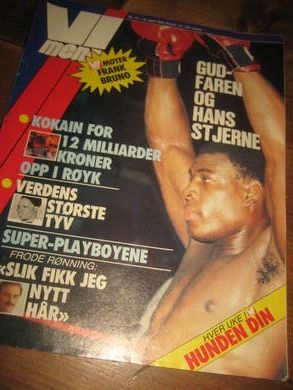 Vi
menn
Vi MØTER
FRANK
BRUNO
GUD-
FAREN
OG
HANS
STJERNE
KOKAIN FOR
12 MILLIARDER
KRONER
OPP I RØYK
VERDENS
STØRSTE
TYV
SUPER-PLAYBOYENE
FRODE RØNNING:
«SLIK FIKK JEG
NYTT
HÅR»
HVER UKE I Vi
HUNDEN DIN